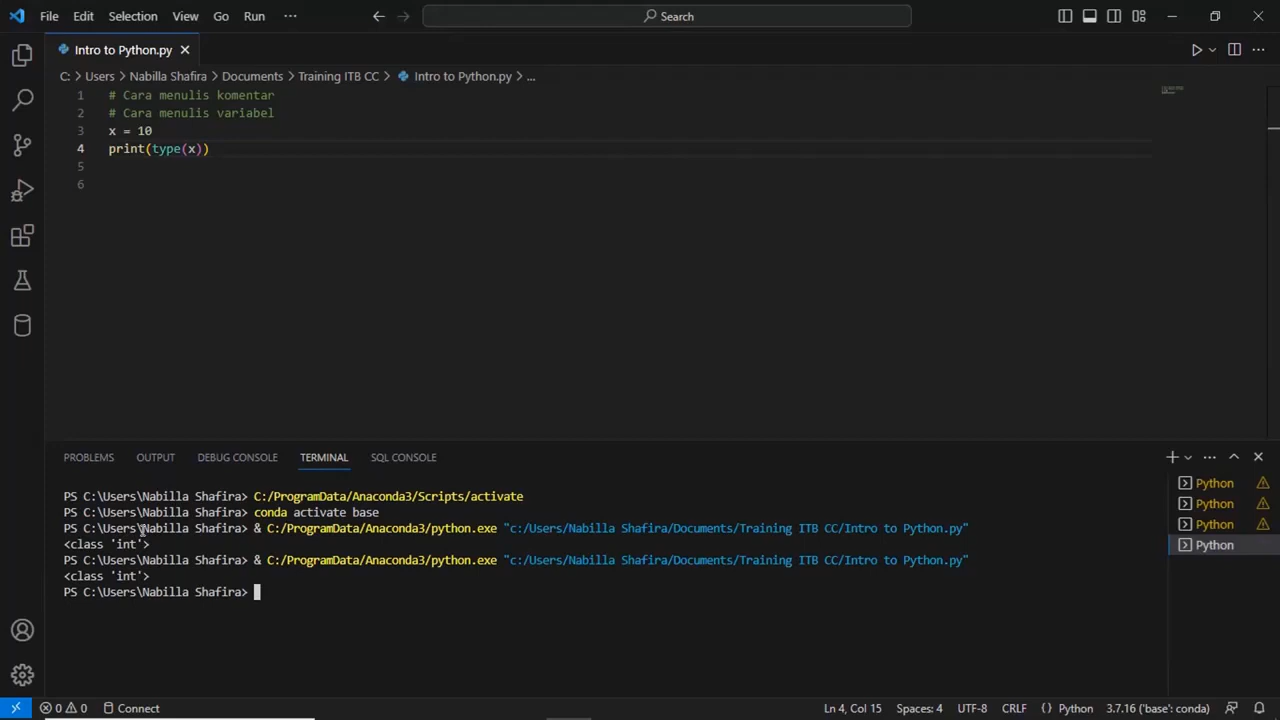 File Edit Selection View Go Run ··· Search
Intro to Python.py
C: > Users > Nabilla Shafira > Documents > Training ITB CC > Intro to Python.py > ...
1 # Cara menulis komentar
2 # Cara menulis variabel
3 x = 10
4 print(type(x))
5
6
PROBLEMS OUTPUT DEBUG CONSOLE TERMINAL SQL CONSOLE
PS C:\Users\Nabilla Shafira> C:/ProgramData/Anaconda3/Scripts/activate
PS C:\Users\Nabilla Shafira> conda activate base
PS C:\Users\Nabilla Shafira> & C:/ProgramData/Anaconda3/python.exe "c:/Users/Nabilla Shafira/Documents/Training ITB CC/Intro to Python.py"
<class 'int'>
PS C:\Users\Nabilla Shafira> & C:/ProgramData/Anaconda3/python.exe "c:/Users/Nabilla Shafira/Documents/Training ITB CC/Intro to Python.py"
<class 'int'>
PS C:\Users\Nabilla Shafira>
Python
Python
Python
Python
0 0 Connect Ln 4, Col 15 Spaces: 4 UTF-8 CRLF {} Python 3.7.16 ('base': conda)